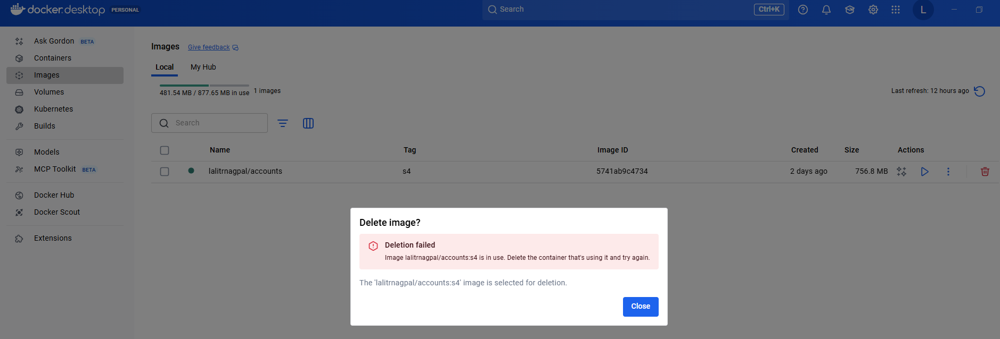 docker.desktop PERSONAL
Search Ctrl+K L
Ask Gordon BETA
Containers
Images
Volumes
Kubernetes
Builds
Models
MCP Toolkit BETA
Docker Hub
Docker Scout
Extensions
Images Give feedback
Local My Hub
481.54 MB / 877.65 MB in use 1 images
Last refresh: 12 hours ago
Search
Name Tag Image ID Created Size Actions
lalitrnagpal/accounts s4 5741ab9c4734 2 days ago 756.8 MB
Delete image?
Deletion failed
Image lalitrnagpal/accounts:s4 is in use. Delete the container that's using it and try again.
The 'lalitrnagpal/accounts:s4' image is selected for deletion.
Close